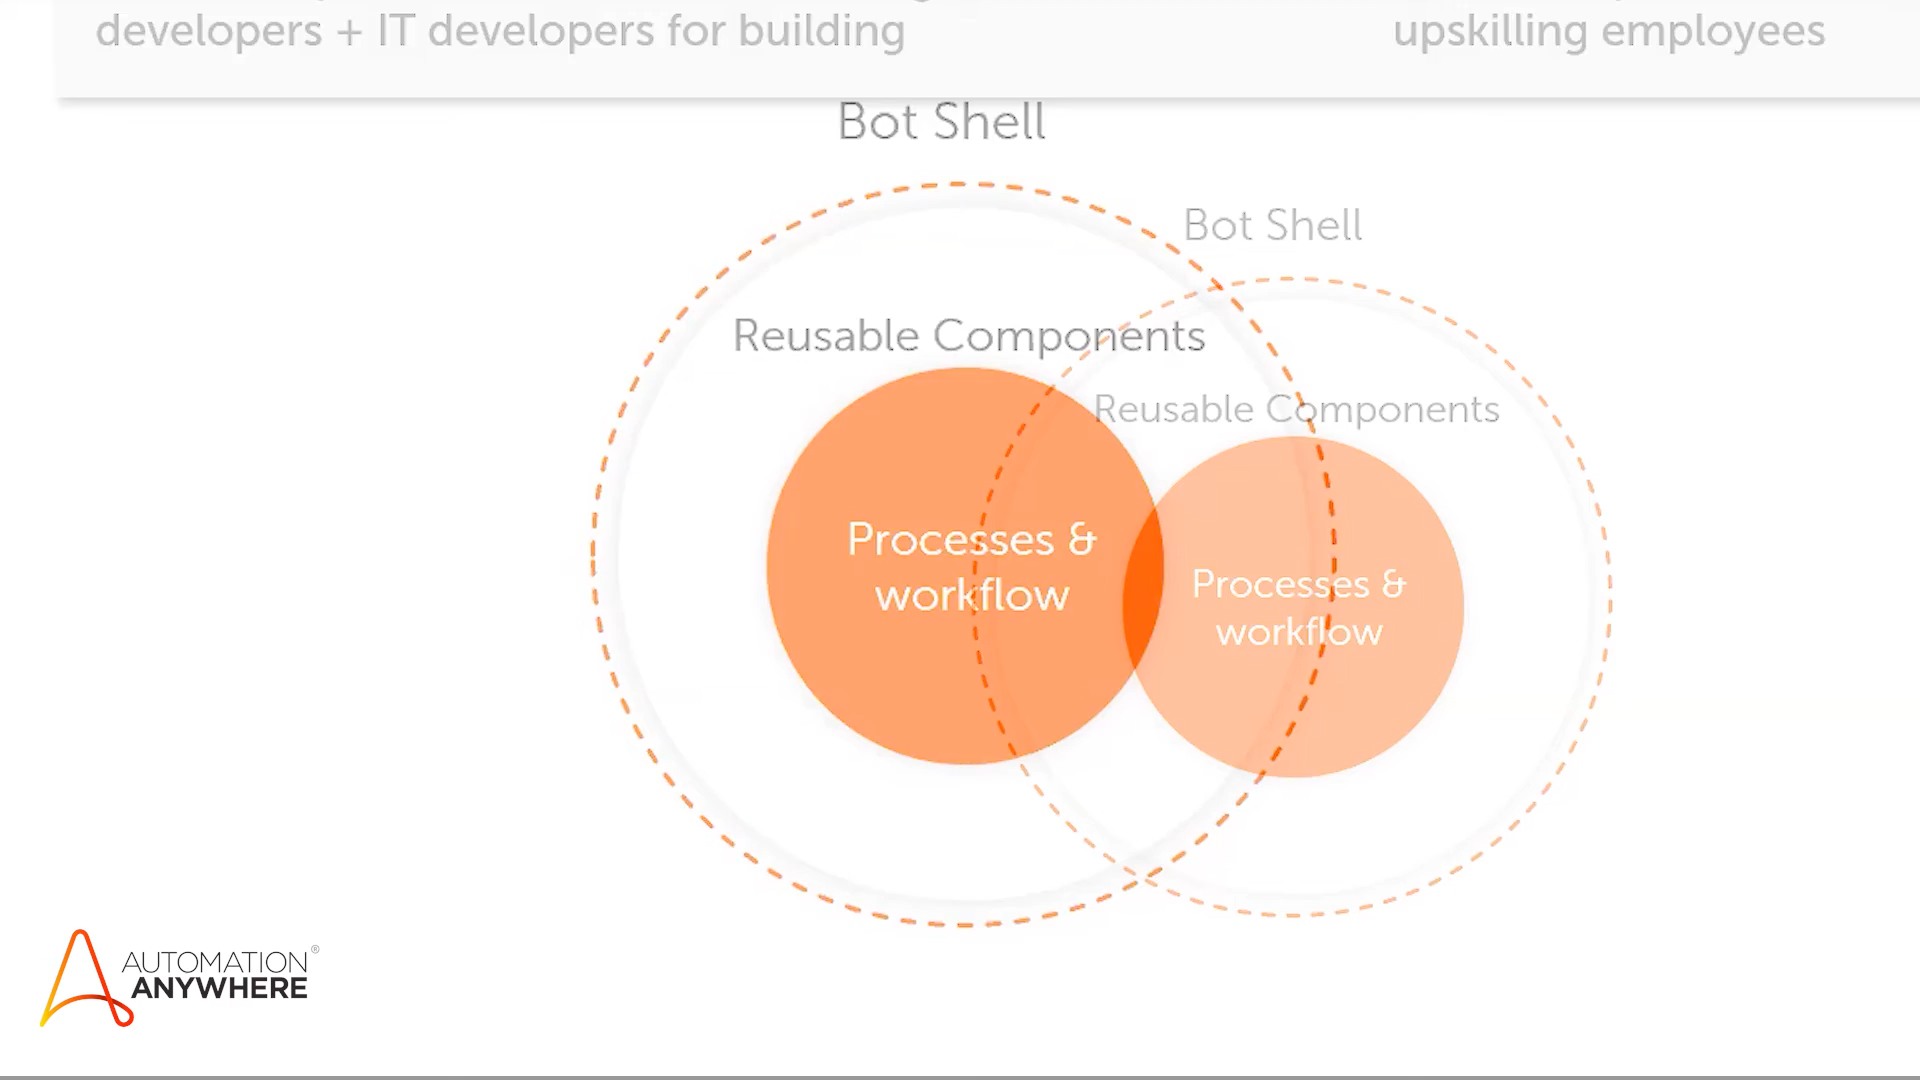 developers + IT developers for building
upskilling employees
Bot Shell
Bot Shell
Reusable Components
Reusable Components
Processes &
workflow
Processes &
workflow
AUTOMATION®
ANYWHERE